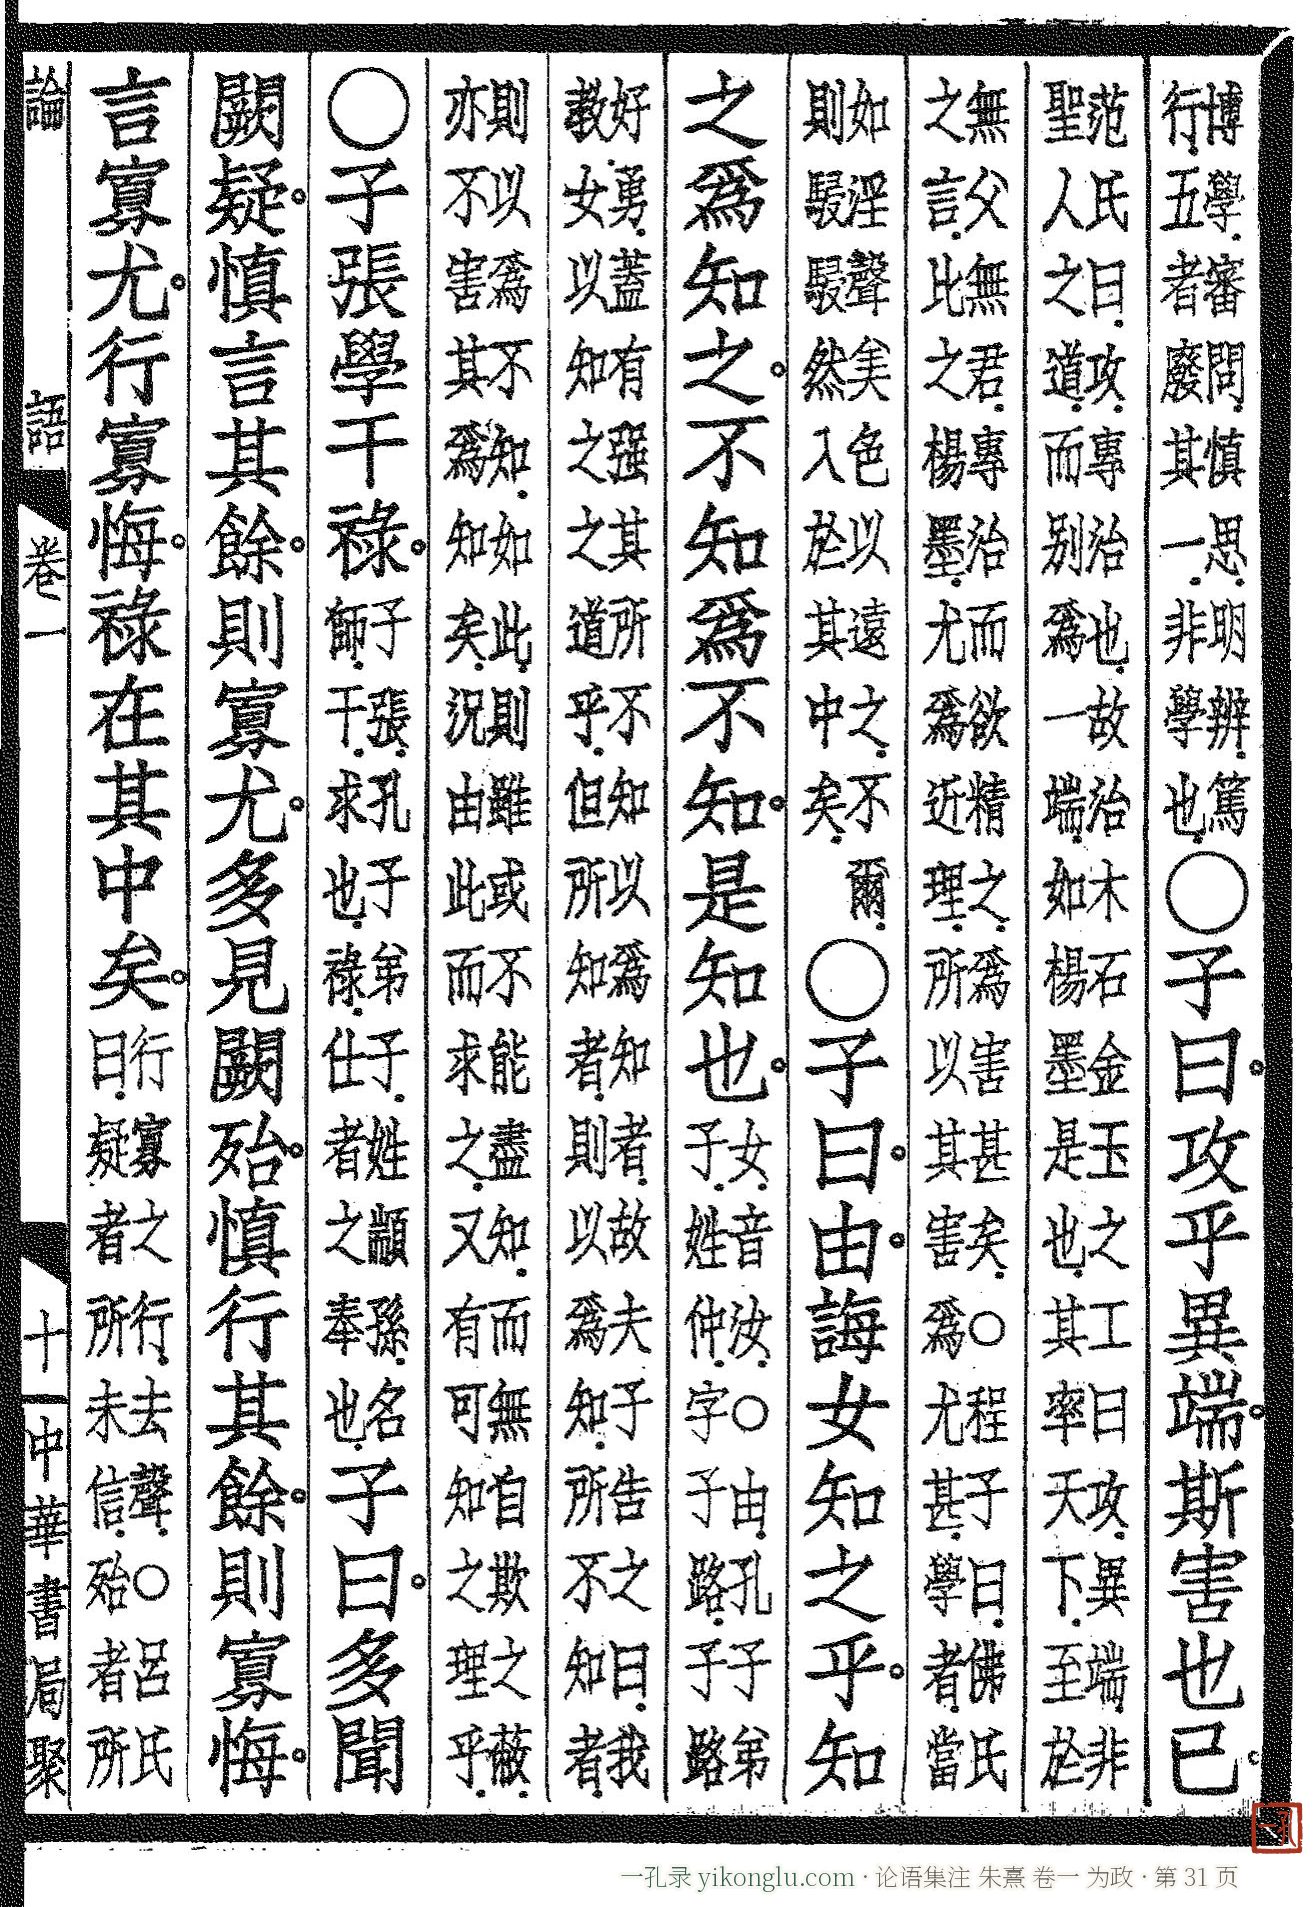 博學.審問.慎思.明辨.篤
行.五者廢其一.非學也.
○子曰。攻乎異端。斯害也已。
范氏曰.攻.專治也.故治木石金玉之工曰攻.異端.非
聖人之道.而別爲一端.如楊墨是也.其率天下.至於
無父無君.專治而欲精之.爲害甚矣.○程子曰.佛氏
之言.比之楊墨.尤爲近理.所以其害爲尤甚.學者當
如淫聲美色以遠之.不爾.
則駸駸然入於其中矣.
○子曰。由。誨女知之乎。知
之爲知之。不知爲不知。是知也。
女.音汝.○由.孔子弟
子.姓仲字子路.子路
好勇.蓋有强其所不知以爲知者.故夫子告之曰.我
教女以知之之道乎.但所知者.則以爲知.所不知者.
則以爲不知.如此.則雖或不能盡知.而無自欺之蔽.
亦不害其爲知矣.況由此而求之.又有可知之理乎.
○子張學干祿。
子張.孔子弟子.姓顓孫.名
師.干.求也.祿.仕者之奉也.
子曰。多聞
闕疑。慎言其餘。則寡尤。多見闕殆。慎行其餘。則寡悔。
言寡尤。行寡悔。祿在其中矣。
行寡之行.去聲.○呂氏
曰.疑者所未信.殆者所
論 語
卷一
十一
中華書局聚
一孔
一孔录 yikonglu.com · 论语集注 朱熹 卷一 为政 · 第 31 页